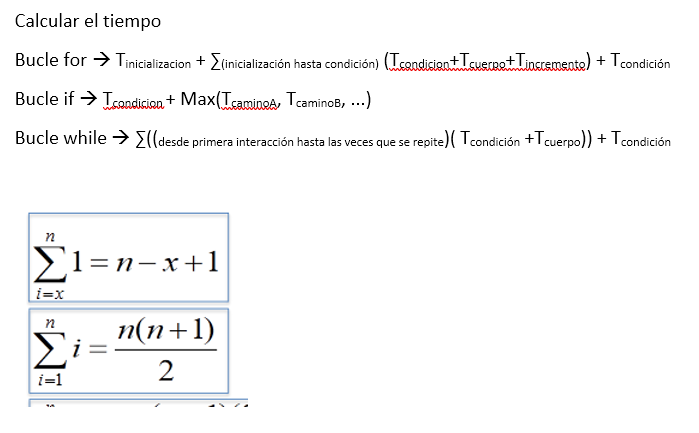 Calcular el tiempo
Bucle for → Tinicializacion + ∑(inicialización hasta condición) (Tcondicion+Tcuerpo+Tincremento) + Tcondición
Bucle if → Tcondicion + Max(TcaminoA, TcaminoB, ...)
Bucle while → ∑((desde primera interacción hasta las veces que se repite)( Tcondición +Tcuerpo)) + Tcondición
n
∑ 1 = n − x + 1
i=x
n
∑ i = n(n+1)/2
i=1